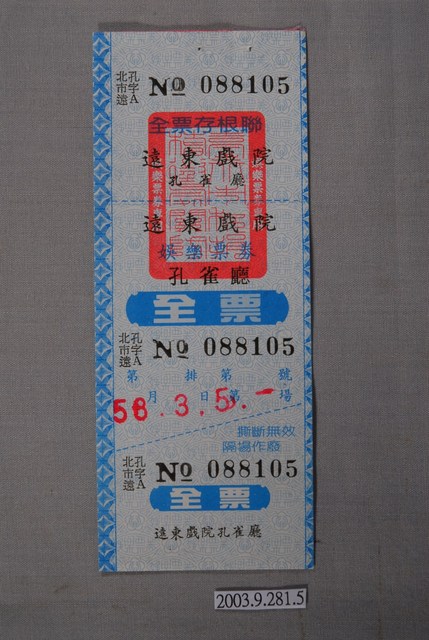 北市遠 孔字A № 088105
全票存根聯
遠東戲院
孔雀廳
遠東戲院
娛樂票券
孔雀廳
全票
北市遠 孔字A № 088105
第 排 第 號
月 日 第 場
58.3.5.-
撕斷無效
隔場作廢
北市遠 孔字A № 088105
全票
遠東戲院孔雀廳
2003.9.281.5